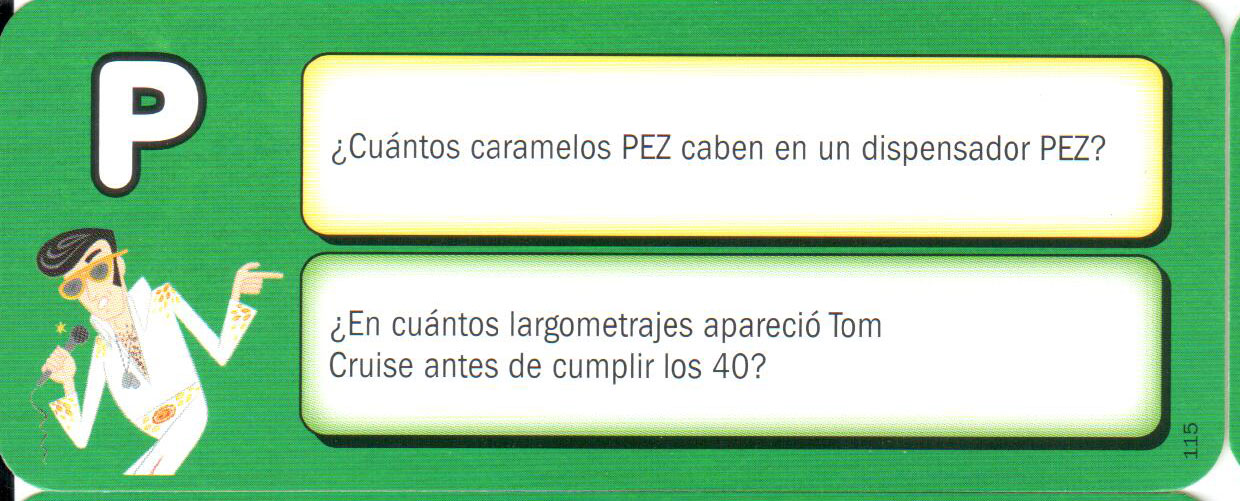 P
¿Cuántos caramelos PEZ caben en un dispensador PEZ?
¿En cuántos largometrajes apareció Tom
Cruise antes de cumplir los 40?
115